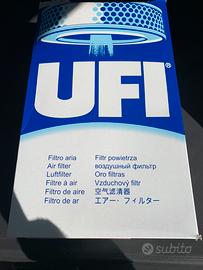 UFI®
Filtro aria
Filtr powietrza
Air filter
воздушный фильтр
Luftfilter
Oro filtras
Filtre à air
Vzduchový filtr
Filtro de aire
空气滤清器
Filtro de ar
エアー・フィルター
subito